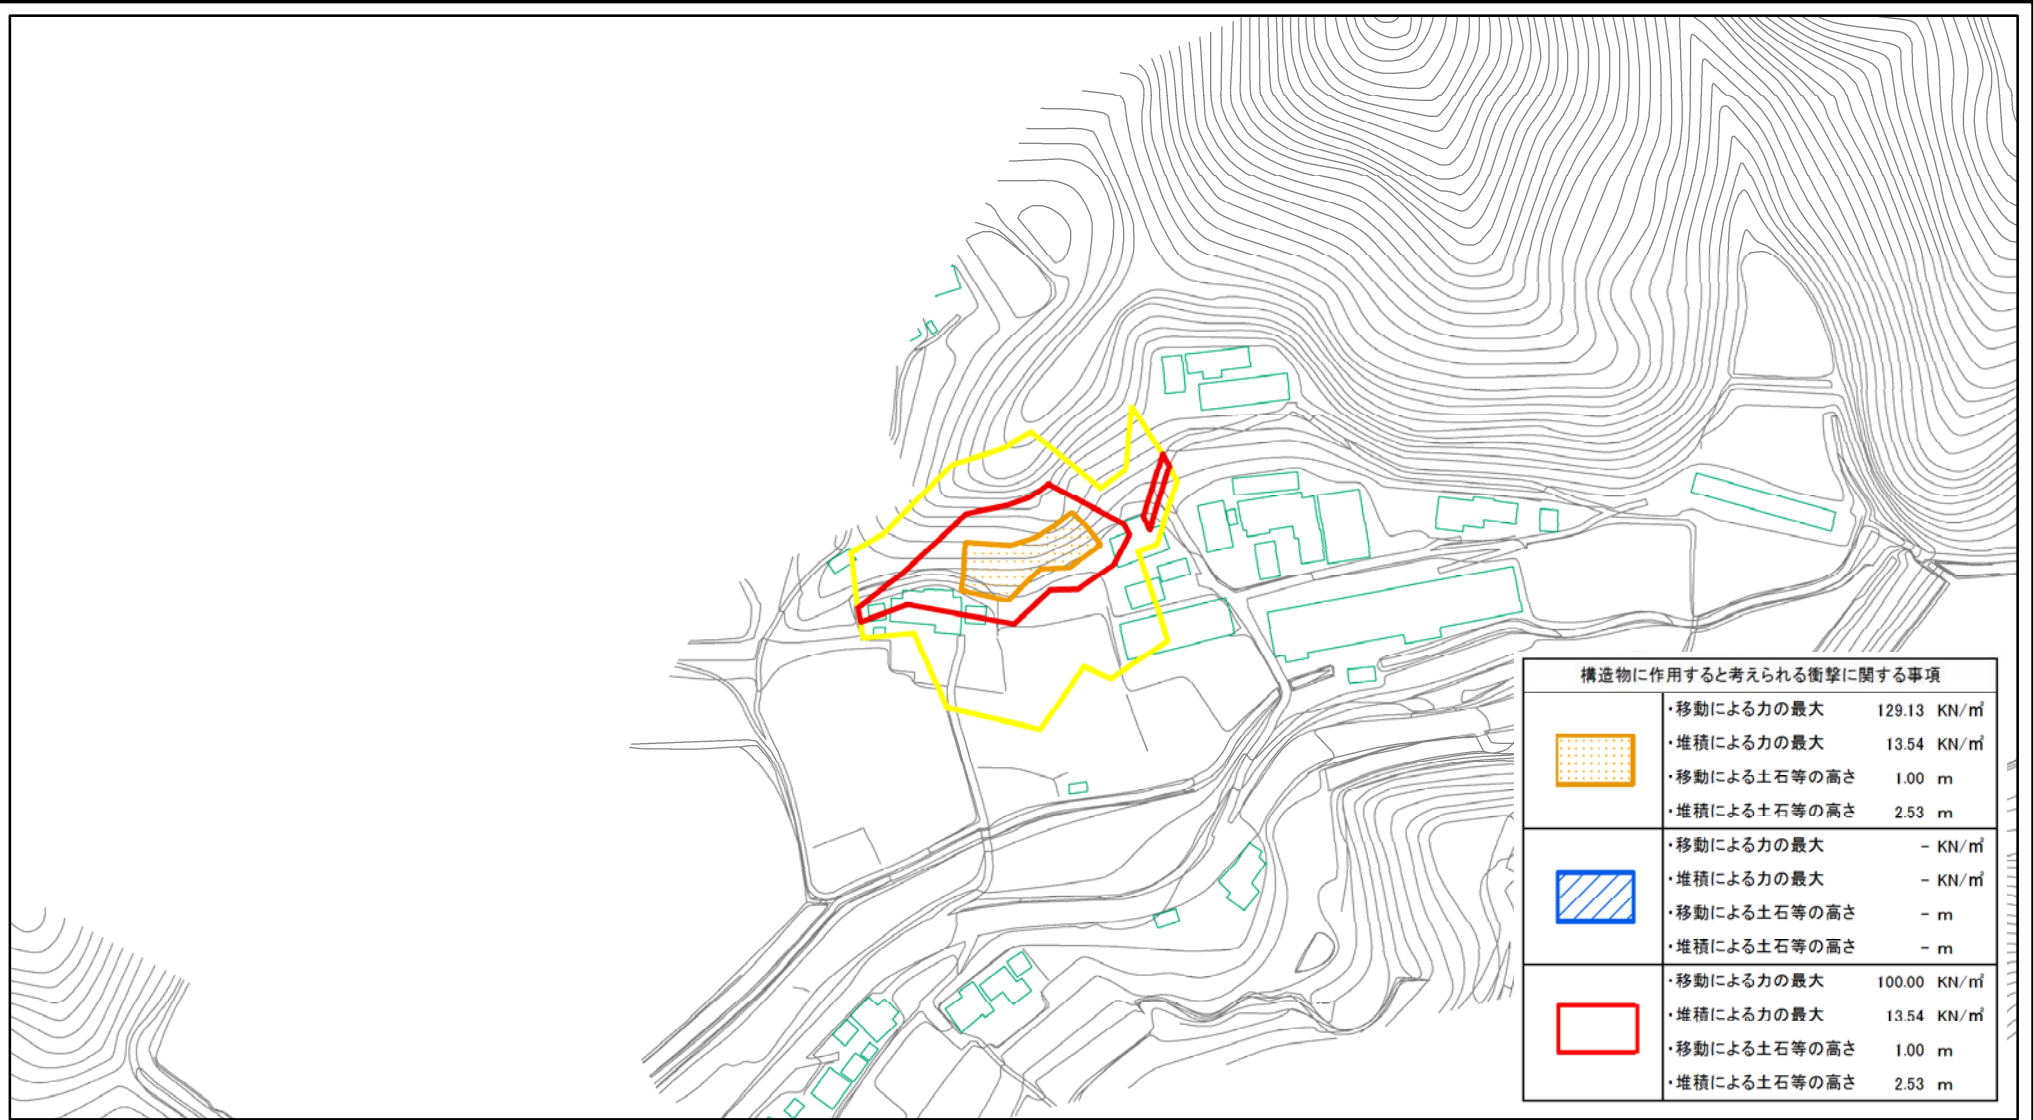 構造物に作用すると考えられる衝撃に関する事項
・移動による力の最大 129.13 KN/㎡
・堆積による力の最大 13.54 KN/㎡
・移動による土石等の高さ 1.00 m
・堆積による土石等の高さ 2.53 m
・移動による力の最大 - KN/㎡
・堆積による力の最大 - KN/㎡
・移動による土石等の高さ - m
・堆積による土石等の高さ - m
・移動による力の最大 100.00 KN/㎡
・堆積による力の最大 13.54 KN/㎡
・移動による土石等の高さ 1.00 m
・堆積による土石等の高さ 2.53 m